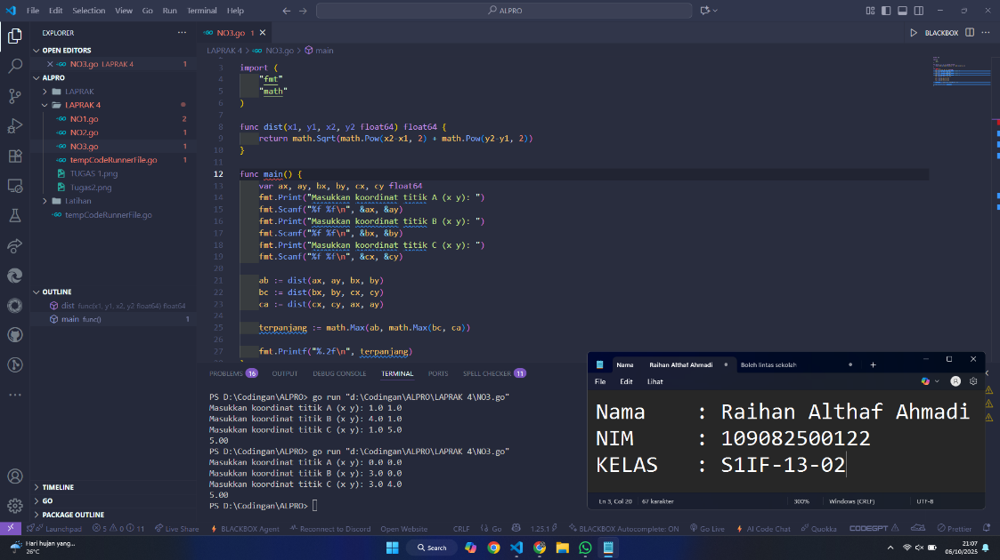 File Edit Selection View Go Run Terminal Help
ALPRO
EXPLORER
OPEN EDITORS
NO3.go LAPRAK 4 1
ALPRO
LAPRAK
LAPRAK 4
NO1.go 2
NO2.go 1
NO3.go 1
tempCodeRunnerFile.go 1
TUGAS 1.png
Tugas2.png
Latihan
tempCodeRunnerFile.go
OUTLINE
dist func(x1, y1, x2, y2 float64) float64
main func() 1
TIMELINE
GO
PACKAGE OUTLINE
NO3.go 1
BLACKBOX
LAPRAK 4 > NO3.go > main
3 import (
4 "fmt"
5 "math"
6 )
7
8 func dist(x1, y1, x2, y2 float64) float64 {
9 return math.Sqrt(math.Pow(x2-x1, 2) + math.Pow(y2-y1, 2))
10 }
11
12 func main() {
13 var ax, ay, bx, by, cx, cy float64
14 fmt.Print("Masukkan koordinat titik A (x y): ")
15 fmt.Scanf("%f %f\n", &ax, &ay)
16 fmt.Print("Masukkan koordinat titik B (x y): ")
17 fmt.Scanf("%f %f\n", &bx, &by)
18 fmt.Print("Masukkan koordinat titik C (x y): ")
19 fmt.Scanf("%f %f\n", &cx, &cy)
20
21 ab := dist(ax, ay, bx, by)
22 bc := dist(bx, by, cx, cy)
23 ca := dist(cx, cy, ax, ay)
24
25 terpanjang := math.Max(ab, math.Max(bc, ca))
26
27 fmt.Printf("%.2f\n", terpanjang)
PROBLEMS 16 OUTPUT DEBUG CONSOLE TERMINAL PORTS SPELL CHECKER 11
PS D:\Codingan\ALPRO> go run "d:\Codingan\ALPRO\LAPRAK 4\NO3.go"
Masukkan koordinat titik A (x y): 1.0 1.0
Masukkan koordinat titik B (x y): 4.0 1.0
Masukkan koordinat titik C (x y): 1.0 5.0
5.00
PS D:\Codingan\ALPRO> go run "d:\Codingan\ALPRO\LAPRAK 4\NO3.go"
Masukkan koordinat titik A (x y): 0.0 0.0
Masukkan koordinat titik B (x y): 3.0 0.0
Masukkan koordinat titik C (x y): 3.0 4.0
5.00
PS D:\Codingan\ALPRO>
Nama Raihan Althaf Ahmadi Boleh lintas sekolah
File Edit Lihat
Nama : Raihan Althaf Ahmadi
NIM : 109082500122
KELAS : S1IF-13-02
Ln 3, Col 20 67 karakter 300% Windows (CRLF) UTF-8
Launchpad 5 0 11 Live Share BLACKBOX Agent Reconnect to Discord Open Website CRLF Go 1.25.1 BLACKBOX Autocomplete: ON Go Live AI Code Chat Quokka CODEGPT Prettier
Hari hujan yang...
26°C
Search
21:07
06/10/2025